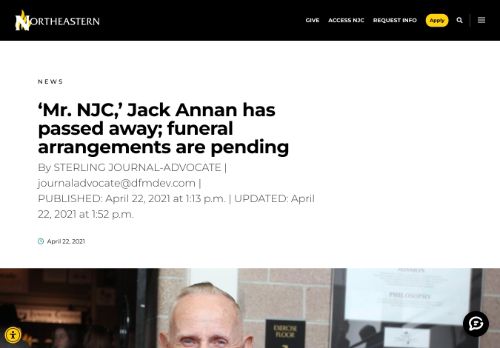 NORTHEASTERN
GIVE ACCESS NJC REQUEST INFO Apply
NEWS
‘Mr. NJC,’ Jack Annan has
passed away; funeral
arrangements are pending
By STERLING JOURNAL-ADVOCATE |
journaladvocate@dfmdev.com |
PUBLISHED: April 22, 2021 at 1:13 p.m. | UPDATED: April
22, 2021 at 1:52 p.m.
April 22, 2021
MISSION
PHILOSOPHY
EXERCISE
FLOOR